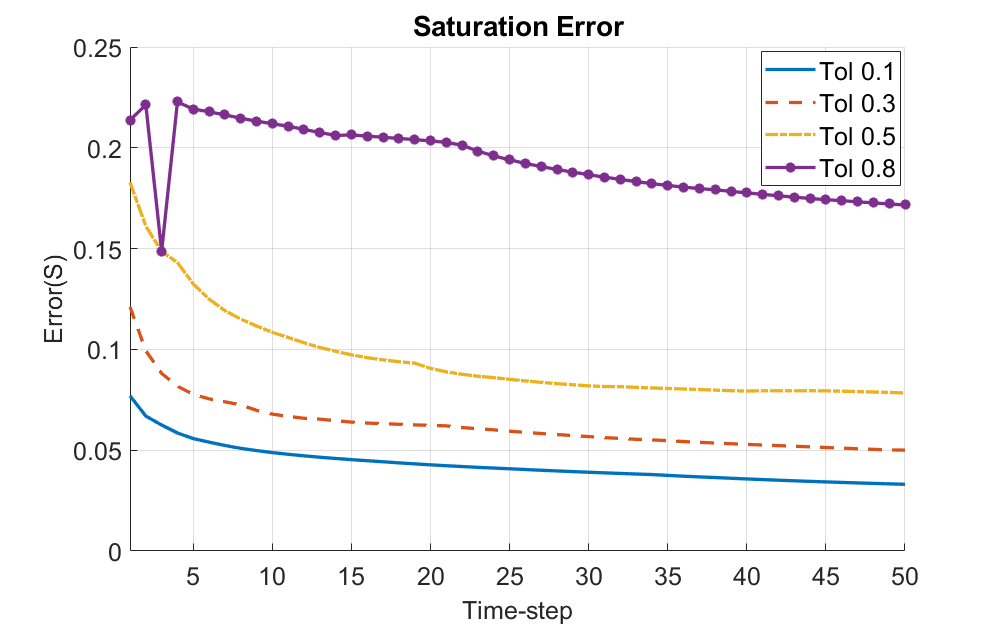 Saturation Error
0.25
0.2
0.15
0.1
0.05
0
Error(S)
Tol 0.1
Tol 0.3
Tol 0.5
Tol 0.8
5 10 15 20 25 30 35 40 45 50
Time-step